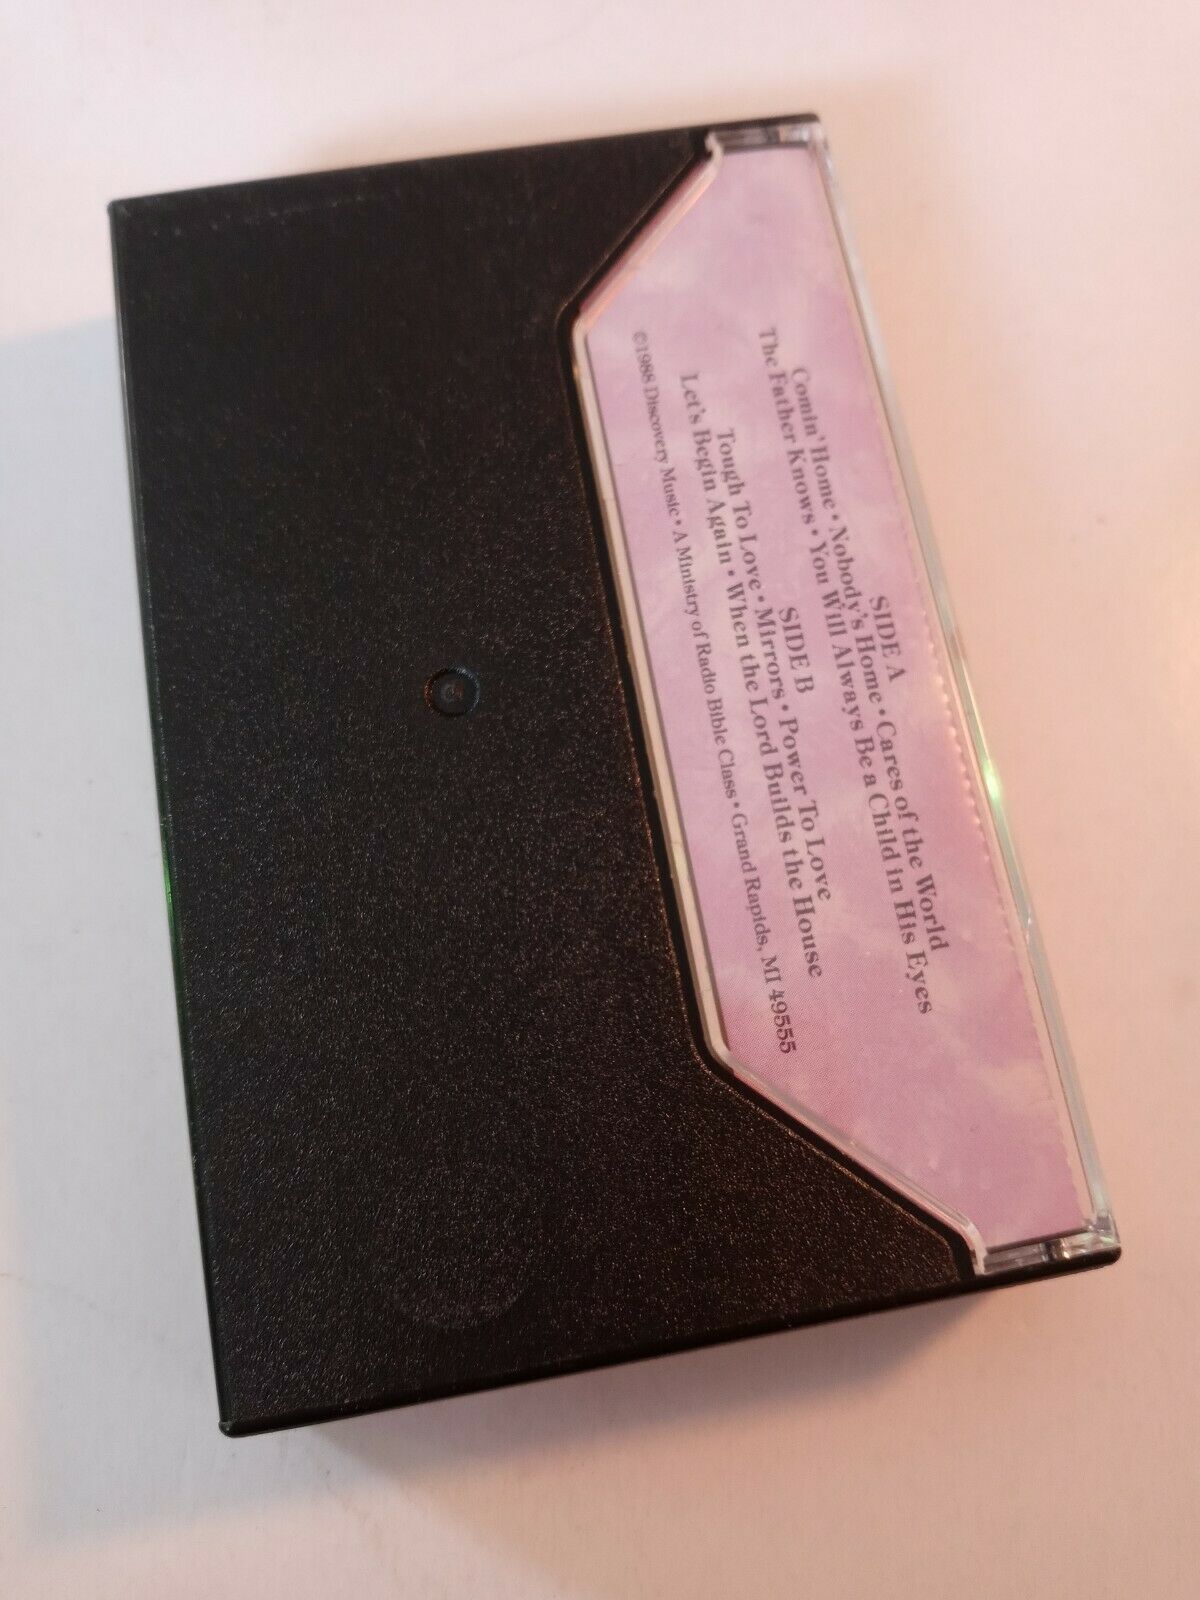 SIDE A
Comin' Home • Nobody's Home • Cares of the World
The Father Knows • You Will Always Be a Child in His Eyes
SIDE B
Tough To Love • Mirrors • Power To Love
Let's Begin Again • When the Lord Builds the House
©1988 Discovery Music • A Ministry of Radio Bible Class • Grand Rapids, MI 49555